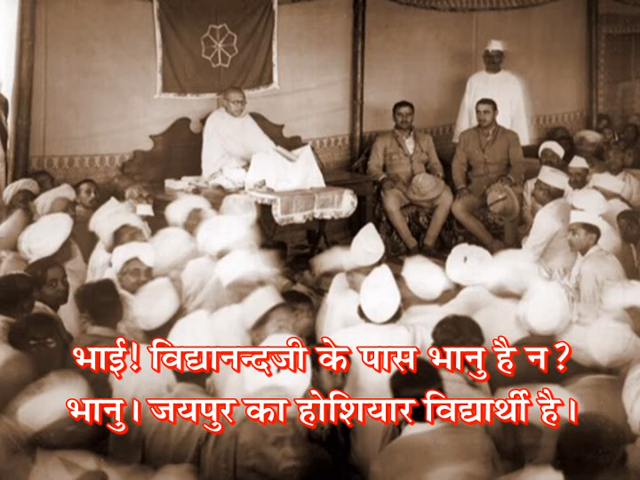 भाई! विद्यानन्दजी के पास भानु है न?
भानु। जयपुर का होशियार विद्यार्थी है।